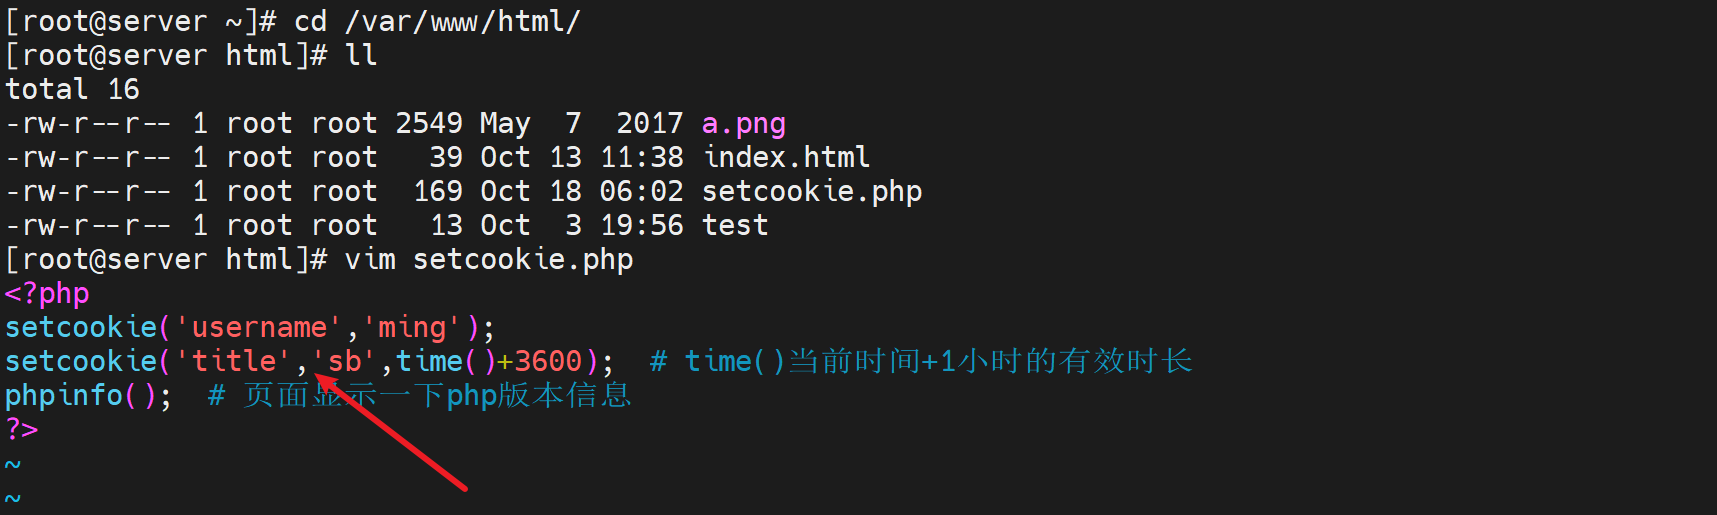 [root@server ~]# cd /var/www/html/
[root@server html]# ll
total 16
-rw-r--r-- 1 root root 2549 May  7  2017 a.png
-rw-r--r-- 1 root root   39 Oct 13 11:38 index.html
-rw-r--r-- 1 root root  169 Oct 18 06:02 setcookie.php
-rw-r--r-- 1 root root   13 Oct  3 19:56 test
[root@server html]# vim setcookie.php
<?php
setcookie('username','ming');
setcookie('title','sb',time()+3600);  # time()当前时间+1小时的有效时长
phpinfo();  # 页面显示一下php版本信息
?>
~
~